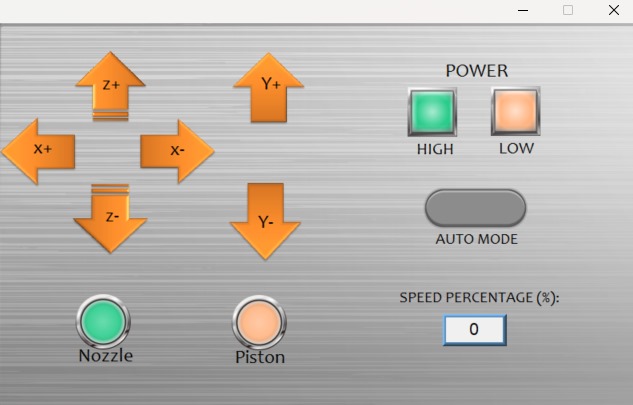 z+
Y+
x+
x-
z-
Y-
Nozzle
Piston
POWER
HIGH
LOW
AUTO MODE
SPEED PERCENTAGE (%):
0